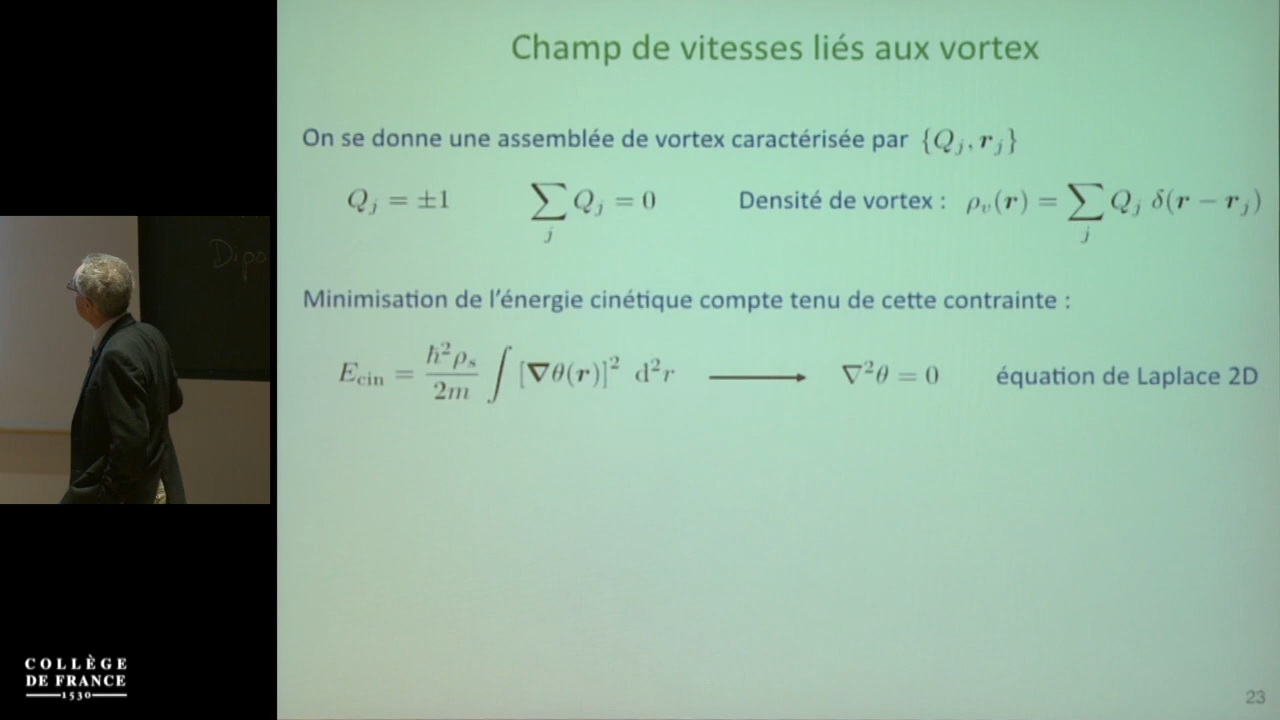 Champ de vitesses liés aux vortex
On se donne une assemblée de vortex caractérisée par {Q_j, r_j}
Q_j = ±1 ∑_j Q_j = 0 Densité de vortex : ρ_v(r) = ∑_j Q_j δ(r − r_j)
Minimisation de l'énergie cinétique compte tenu de cette contrainte :
E_cin = ħ²ρ_s / 2m ∫ [∇θ(r)]² d²r → ∇²θ = 0 équation de Laplace 2D
Dipo
COLLÈGE
DE FRANCE
1530
23